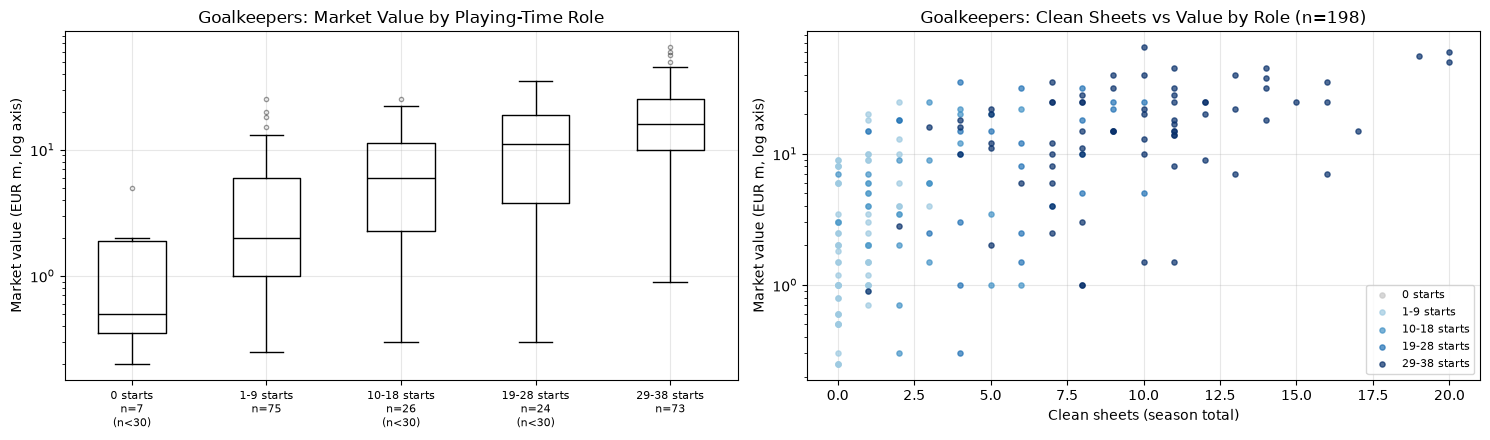 Goalkeepers: Market Value by Playing-Time Role
Market value (EUR m, log axis)
10¹
10⁰
0 starts
n=7
(n<30)
1-9 starts
n=75
10-18 starts
n=26
(n<30)
19-28 starts
n=24
(n<30)
29-38 starts
n=73
Goalkeepers: Clean Sheets vs Value by Role (n=198)
Market value (EUR m, log axis)
10¹
10⁰
0 starts
1-9 starts
10-18 starts
19-28 starts
29-38 starts
0.0 2.5 5.0 7.5 10.0 12.5 15.0 17.5 20.0
Clean sheets (season total)